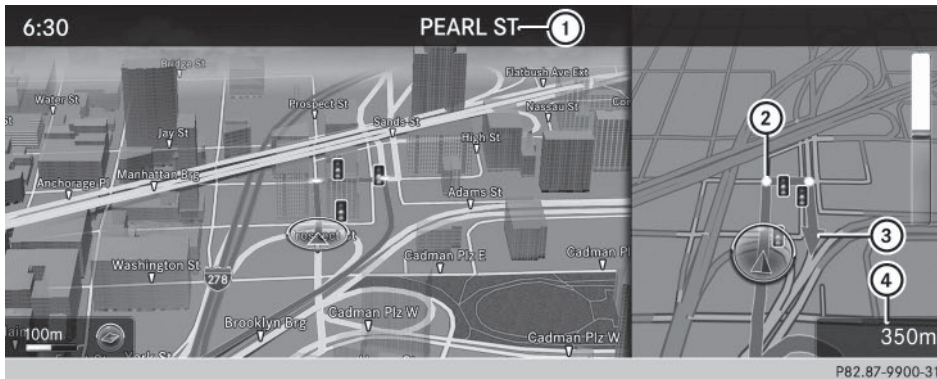 6:30
PEARL ST
1
Bridge St
Flatbush Ave Ext
Water St
Prospect St
Nassau St
Sands St
2
Jay St
High St
Manhattan Brg
Anchorage Pl
Adams St
3
Cadman Plz E
Cadman Pl
Washington St
278
4
Cadman Plz W
Brooklyn Brg
100m
Cadman Plz W
350m
York St
P82.87-9900-31